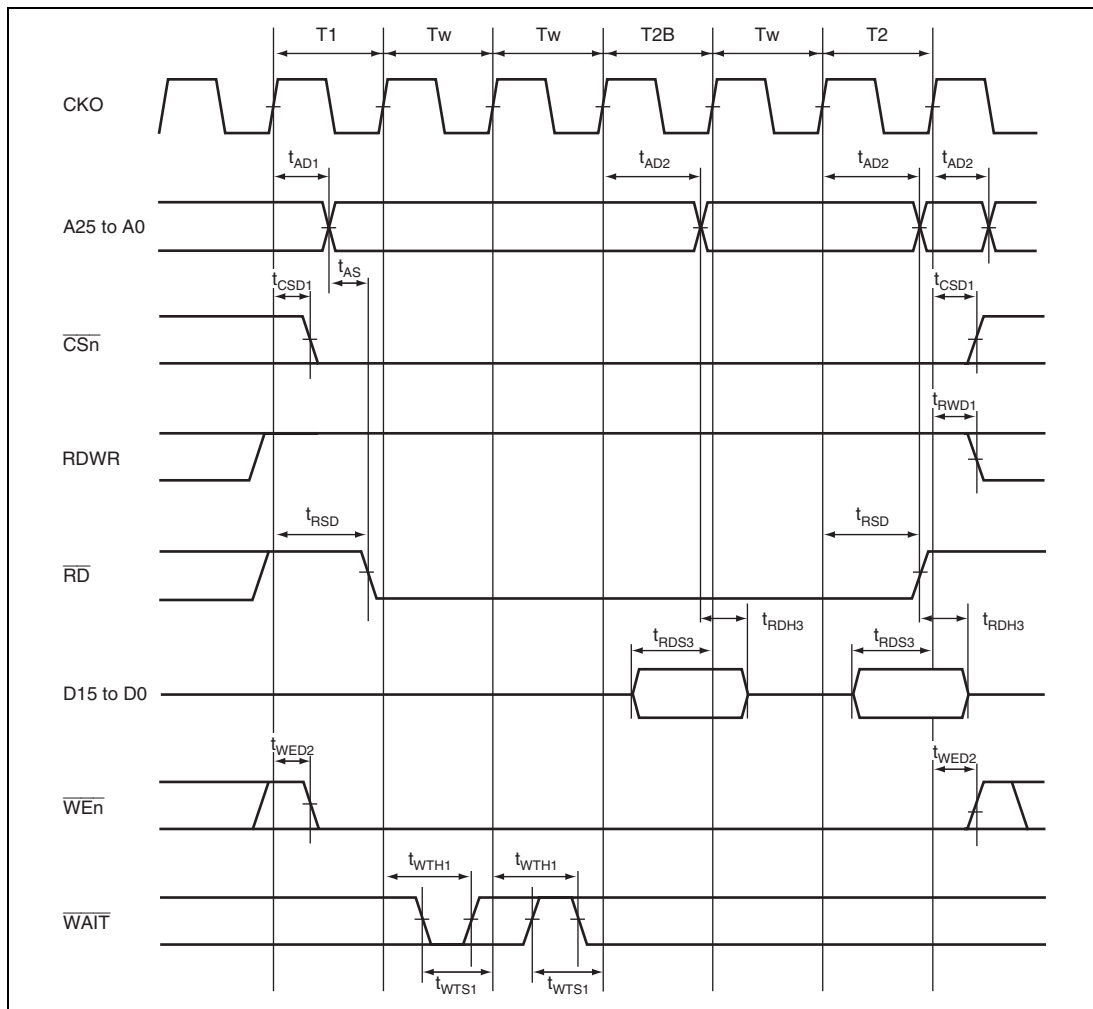 T1 Tw Tw T2B Tw T2
CKO
tAD1 tAD2 tAD2 tAD2
A25 to A0
tAS
tCSD1 tCSD1
CSn
tRWD1
RDWR
tRSD tRSD
RD
tRDH3 tRDH3
tRDS3 tRDS3
D15 to D0
tWED2 tWED2
WEn
tWTH1 tWTH1
WAIT
tWTS1 tWTS1